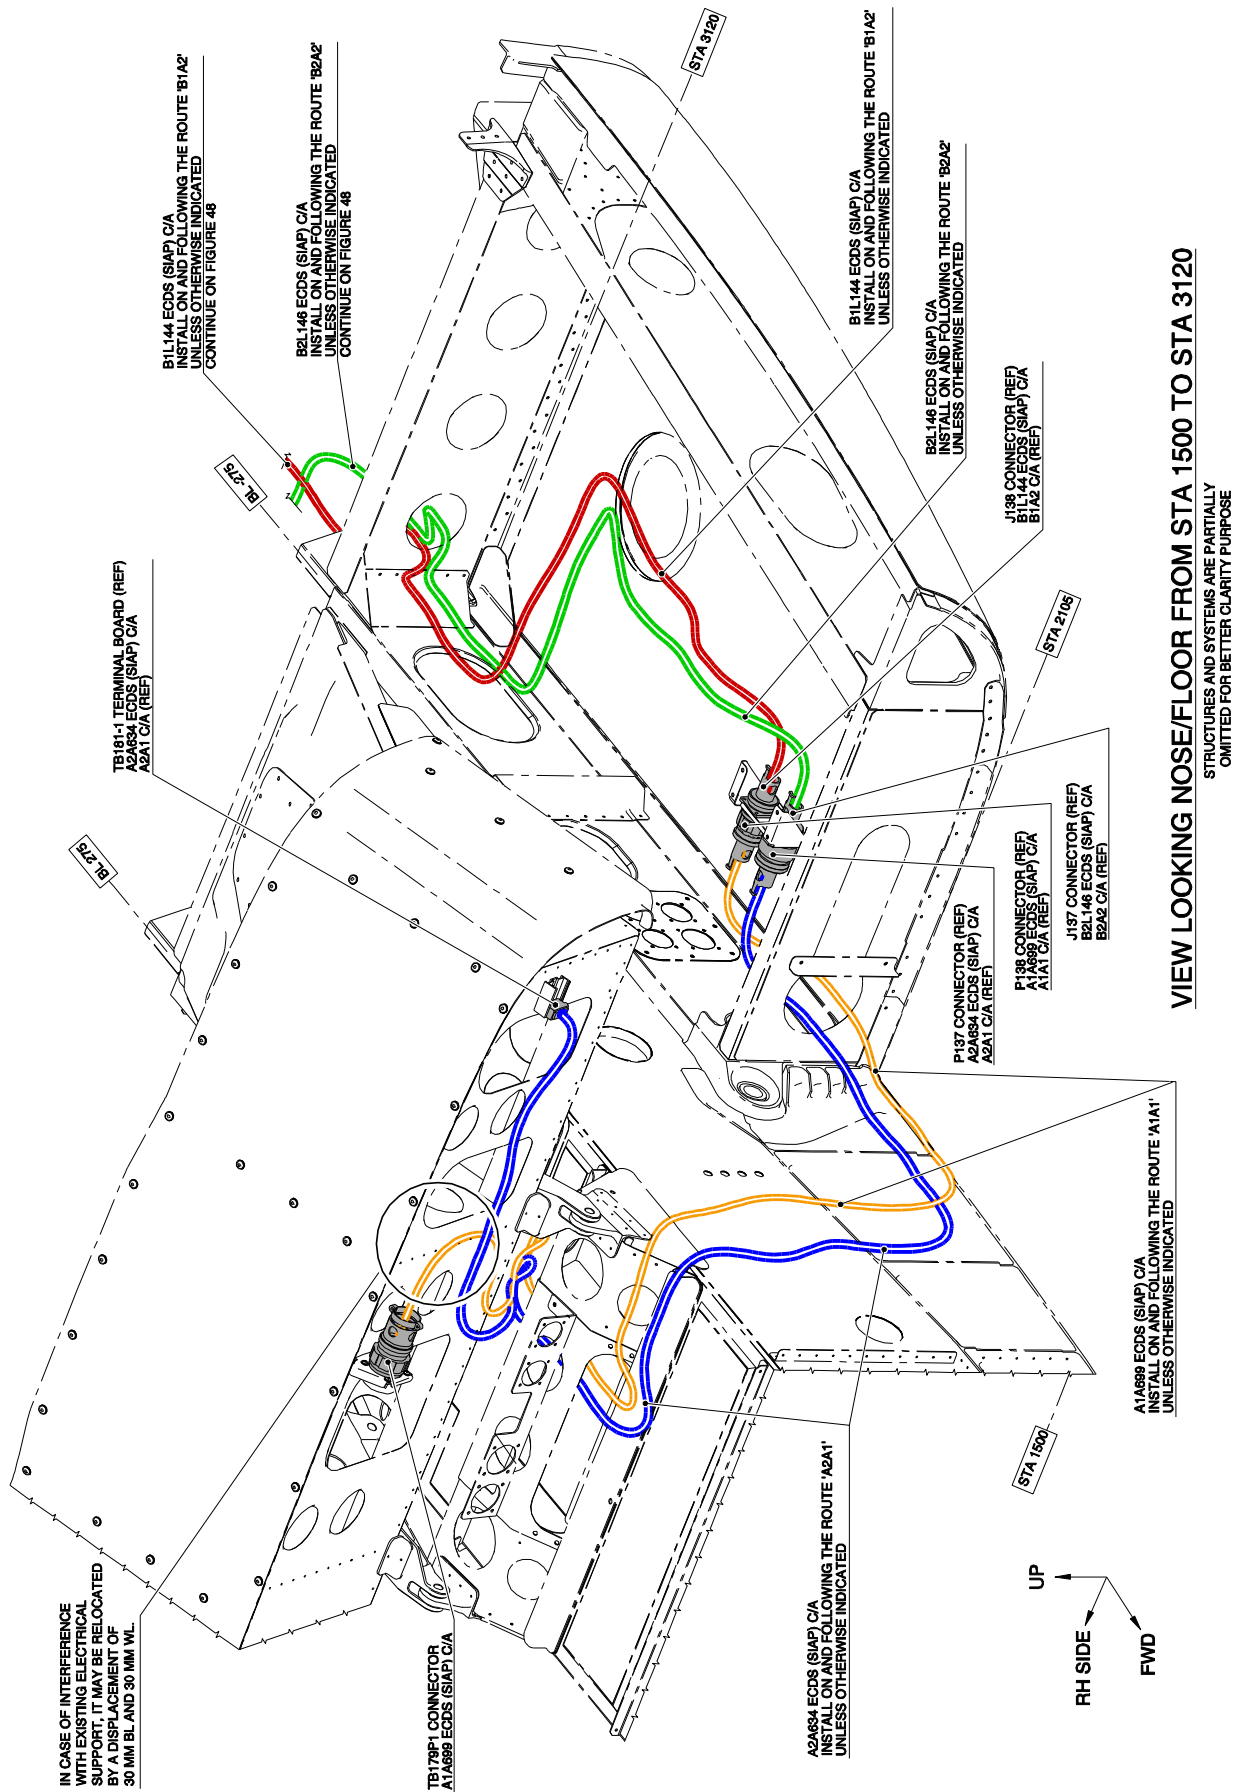 IN CASE OF INTERFERENCE
WITH EXISTING ELECTRICAL
SUPPORT, IT MAY BE RELOCATED
BY A DISPLACEMENT OF
30 MM BL AND 30 MM WL.
TB181-1 TERMINAL BOARD (REF)
A2A634 ECDS (SIAP) C/A
A2A1 C/A (REF)
B1L144 ECDS (SIAP) C/A
INSTALL ON AND FOLLOWING THE ROUTE 'B1A2'
UNLESS OTHERWISE INDICATED
CONTINUE ON FIGURE 48
B2L146 ECDS (SIAP) C/A
INSTALL ON AND FOLLOWING THE ROUTE 'B2A2'
UNLESS OTHERWISE INDICATED
CONTINUE ON FIGURE 48
BL 275
BL -275
STA 3120
TB179P1 CONNECTOR
A1A699 ECDS (SIAP) C/A
A2A634 ECDS (SIAP) C/A
INSTALL ON AND FOLLOWING THE ROUTE 'A2A1'
UNLESS OTHERWISE INDICATED
B1L144 ECDS (SIAP) C/A
INSTALL ON AND FOLLOWING THE ROUTE 'B1A2'
UNLESS OTHERWISE INDICATED
B2L146 ECDS (SIAP) C/A
INSTALL ON AND FOLLOWING THE ROUTE 'B2A2'
UNLESS OTHERWISE INDICATED
J138 CONNECTOR (REF)
B1L144 ECDS (SIAP) C/A
B1A2 C/A (REF)
P137 CONNECTOR (REF)
A2A634 ECDS (SIAP) C/A
A2A1 C/A (REF)
P138 CONNECTOR (REF)
A1A699 ECDS (SIAP) C/A
A1A1 C/A (REF)
J137 CONNECTOR (REF)
B2L146 ECDS (SIAP) C/A
B2A2 C/A (REF)
STA 2105
STA 1500
A1A699 ECDS (SIAP) C/A
INSTALL ON AND FOLLOWING THE ROUTE 'A1A1'
UNLESS OTHERWISE INDICATED
UP
RH SIDE
FWD
VIEW LOOKING NOSE/FLOOR FROM STA 1500 TO STA 3120
STRUCTURES AND SYSTEMS ARE PARTIALLY
OMITTED FOR BETTER CLARITY PURPOSE